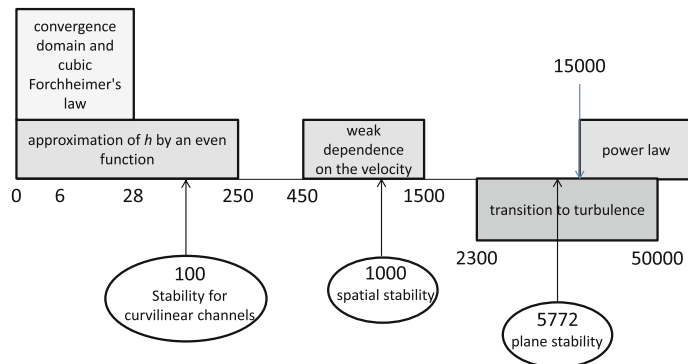 convergence
domain and
cubic
Forchheimer's
law
15000
approximation of h by an even
function
weak
dependence
on the velocity
power law
0 6 28 250 450 1500
transition to turbulence
2300 50000
100
Stability for
curvilinear channels
1000
spatial stability
5772
plane stability